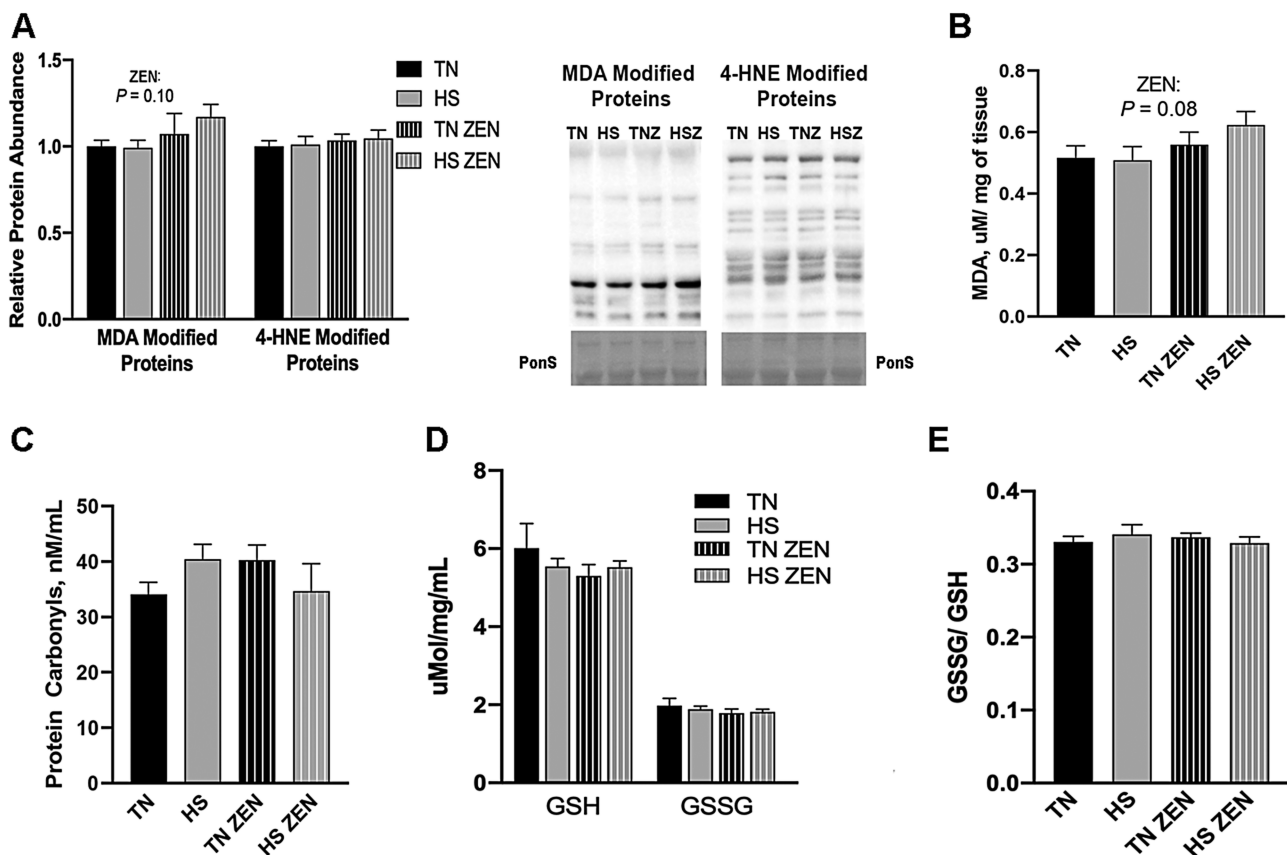 A
Relative Protein Abundance
1.5
1.0
0.5
0.0
ZEN:
P = 0.10
MDA Modified
Proteins
4-HNE Modified
Proteins
TN
HS
TN ZEN
HS ZEN
MDA Modified
Proteins
4-HNE Modified
Proteins
TN HS TNZ HSZ
TN HS TNZ HSZ
PonS
PonS
B
MDA, uM/ mg of tissue
0.8
0.6
0.4
0.2
0.0
ZEN:
P = 0.08
TN
HS
TN ZEN
HS ZEN
C
Protein Carbonyls, nM/mL
50
40
30
20
10
0
TN
HS
TN ZEN
HS ZEN
D
uMol/mg/mL
8
6
4
2
0
GSH
GSSG
TN
HS
TN ZEN
HS ZEN
E
GSSG/ GSH
0.4
0.3
0.2
0.1
0.0
TN
HS
TN ZEN
HS ZEN